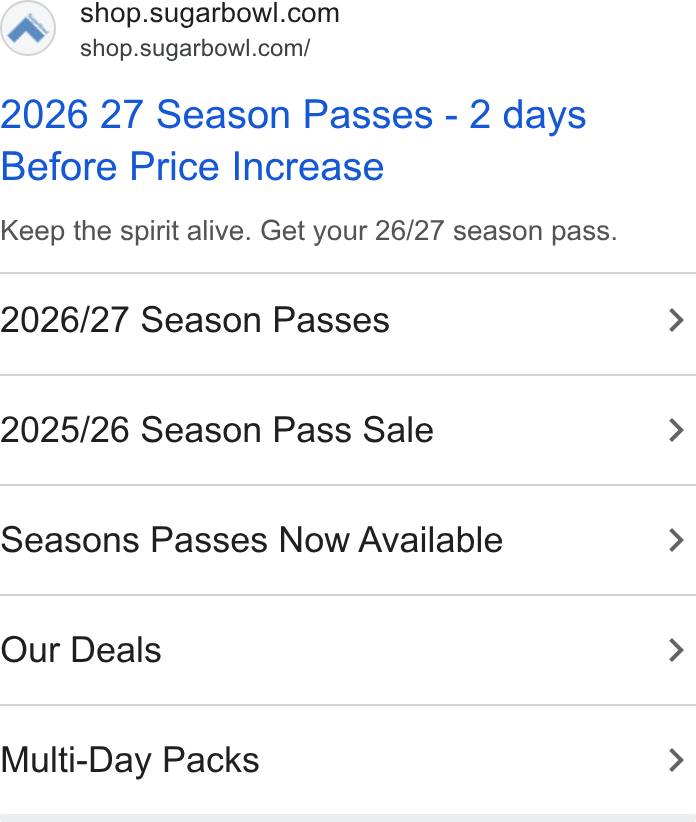 shop.sugarbowl.com
shop.sugarbowl.com/
2026 27 Season Passes - 2 days
Before Price Increase
Keep the spirit alive. Get your 26/27 season pass.
2026/27 Season Passes
2025/26 Season Pass Sale
Seasons Passes Now Available
Our Deals
Multi-Day Packs